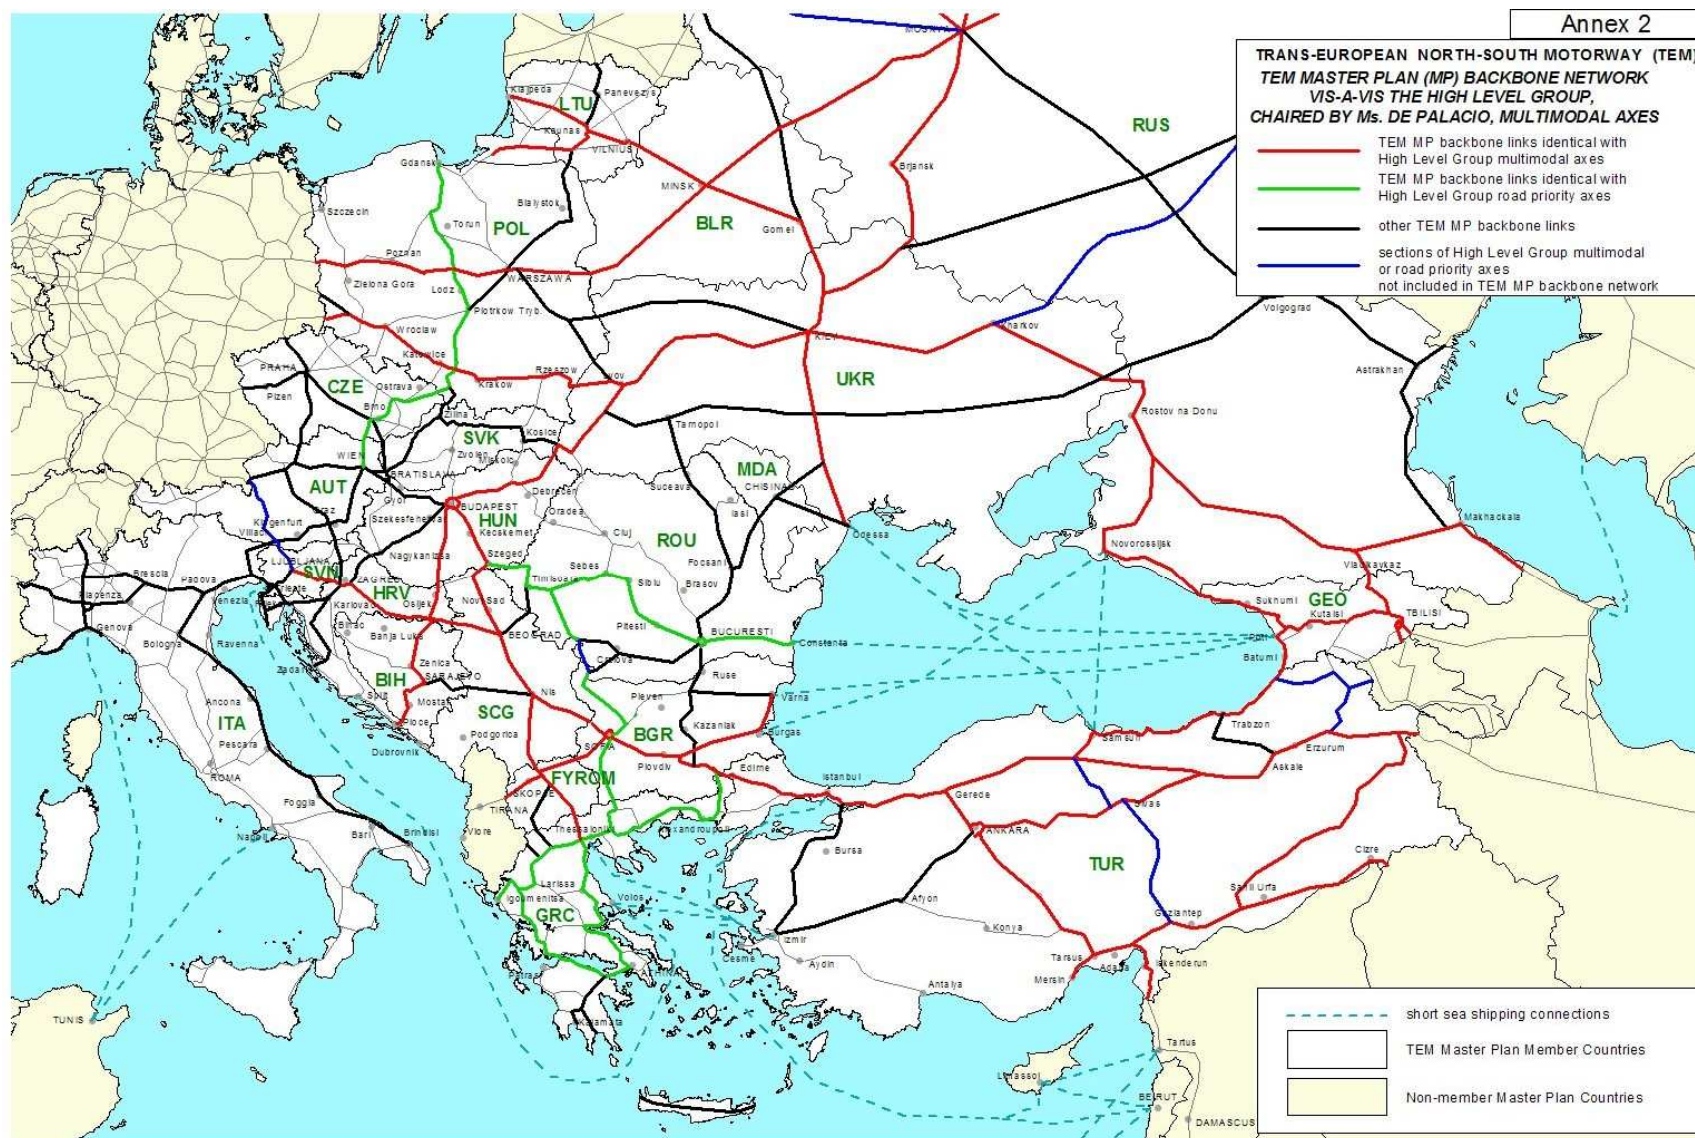 Annex 2
TRANS-EUROPEAN NORTH-SOUTH MOTORWAY (TEM)
TEM MASTER PLAN (MP) BACKBONE NETWORK
VIS-A-VIS THE HIGH LEVEL GROUP,
CHAIRED BY Ms. DE PALACIO, MULTIMODAL AXES
TEM MP backbone links identical with
High Level Group multimodal axes
TEM MP backbone links identical with
High Level Group road priority axes
other TEM MP backbone links
sections of High Level Group multimodal
or road priority axes
not included in TEM MP backbone network
RUS
Klajpeda
Panevezys
LTU
Kaunas
VILNIUS
Brjansk
Gdansk
MINSK
Bialystok
Szczecin
Torun
POL
BLR
Gomel
Poznan
WARSZAWA
Zielona Gora
Lodz
Volgograd
Piotrkow Tryb.
Wroclaw
KIEV
Kharkov
Katowice
PRAHA
Rzeszow
Astrakhan
CZE
Ostrava
Krakow
Lvov
UKR
Plzen
Brno
Zilina
Rostov na Donu
Tarnopol
SVK
Kosice
WIEN
Zvolen
Miskolc
MDA
BRATISLAVA
AUT
Suceava
CHISINAU
Gyor
Debrecen
BUDAPEST
Iasi
Graz
HUN
Oradea
Makhackala
Klagenfurt
Kecskemet
Cluj
Odessa
Villach
ROU
Nagykanizsa
Szeged
Novorossijsk
LJUBLJANA
Focsani
Vladikavkaz
SVN
Sebes
Brescia
Padova
ZAGREB
Timisoara
Sibiu
Brasov
Piacenza
Venezia
Trieste
HRV
Novi Sad
Sukhumi
GEO
Karlovac
Osijek
Kutaisi
TBILISI
Genova
Bihac
Banja Luka
Pitesti
BUCURESTI
Bologna
Ravenna
BEOGRAD
Constanta
Poti
Craiova
Batumi
Zadar
Zenica
BIH
SARAJEVO
Ruse
Split
Nis
Pleven
Varna
Ancona
Mostar
ITA
SCG
Kazanlak
Trabzon
Ploce
BGR
Burgas
Podgorica
Samsun
Pescara
Dubrovnik
SOFIA
Erzurum
Plovdiv
Edirne
Askale
ROMA
FYROM
Istanbul
SKOPJE
Gerede
Sivas
Foggia
TIRANA
Napoli
Bari
Thessaloniki
Alexandroupoli
ANKARA
Brindisi
Vlore
Bursa
Cizre
TUR
Larissa
Sanli Urfa
Igoumenitsa
Volos
Afyon
GRC
Gaziantep
Konya
Izmir
Cesme
Tarsus
Adana
Iskenderun
Patras
ATHINA
Aydin
Mersin
Antalya
Kalamata
TUNIS
Tartus
Limassol
BEIRUT
DAMASCUS
short sea shipping connections
TEM Master Plan Member Countries
Non-member Master Plan Countries